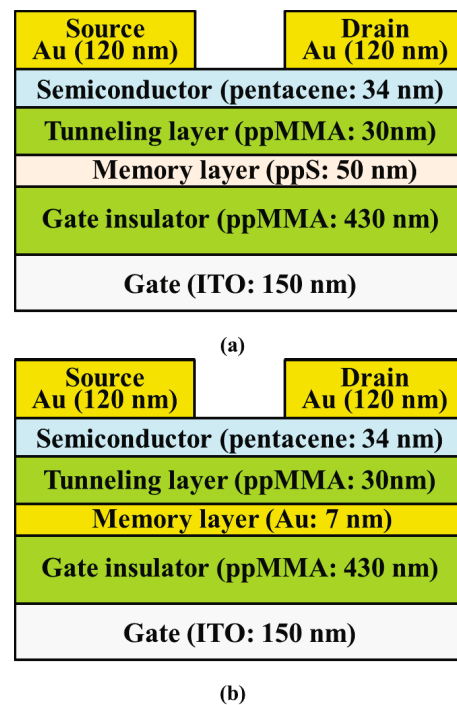 Source
Au (120 nm)
Drain
Au (120 nm)
Semiconductor (pentacene: 34 nm)
Tunneling layer (ppMMA: 30nm)
Memory layer (ppS: 50 nm)
Gate insulator (ppMMA: 430 nm)
Gate (ITO: 150 nm)
(a)
Source
Au (120 nm)
Drain
Au (120 nm)
Semiconductor (pentacene: 34 nm)
Tunneling layer (ppMMA: 30nm)
Memory layer (Au: 7 nm)
Gate insulator (ppMMA: 430 nm)
Gate (ITO: 150 nm)
(b)